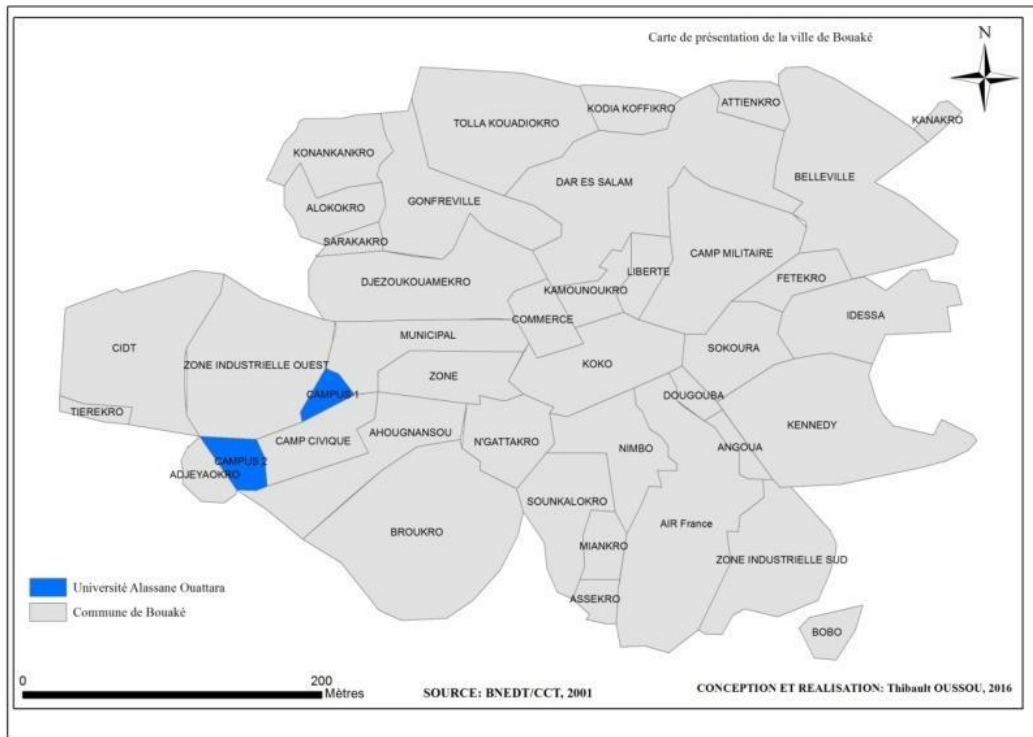 Carte de présentation de la ville de Bouaké
N
KODIA KOFFIKRO
ATTIENKRO
KANAKRO
TOLLA KOUADIOKRO
KONANKANKRO
BELLEVILLE
DAR ES SALAM
GONFREVILLE
ALOKOKRO
SARAKAKRO
CAMP MILITAIRE
LIBERTE
FETEKRO
DJEZOUKOUAMEKRO
KAMOUNOUKRO
IDESSA
COMMERCE
MUNICIPAL
CIDT
SOKOURA
ZONE INDUSTRIELLE OUEST
KOKO
ZONE
CAMPUS 1
DOUGOUBA
TIEREKRO
KENNEDY
AHOUGNANSOU
CAMP CIVIQUE
N'GATTAKRO
NIMBO
ANGOUA
CAMPUS 2
ADJEYAOKRO
SOUNKALOKRO
AIR France
BROUKRO
MIANKRO
ZONE INDUSTRIELLE SUD
ASSEKRO
BOBO
Université Alassane Ouattara
Commune de Bouaké
0 200
Mètres
SOURCE: BNEDT/CCT, 2001
CONCEPTION ET REALISATION: Thibault OUSSOU, 2016